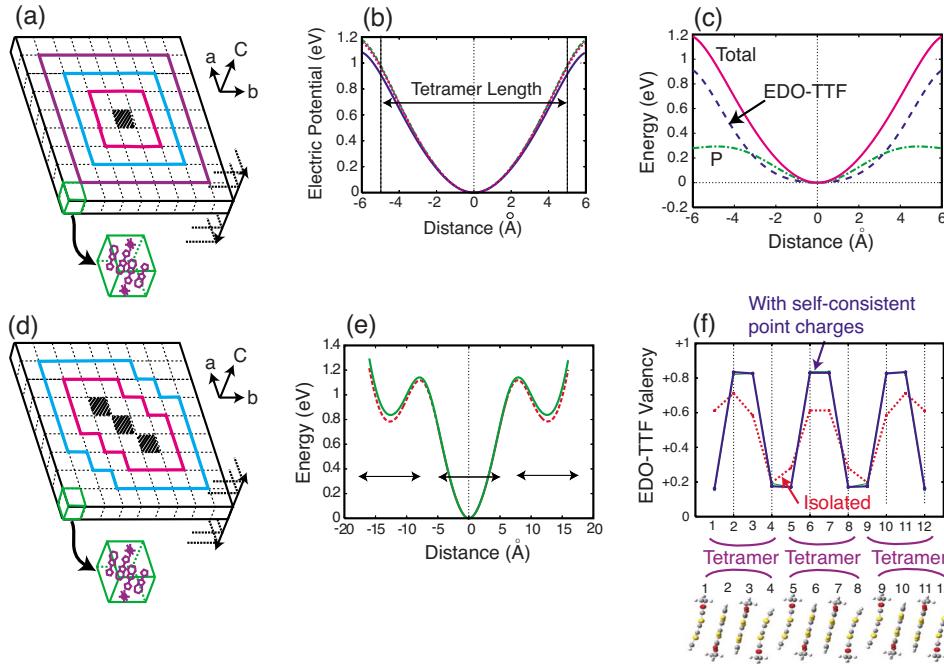 (a)
a
C
b
(b)
Electric Potential (eV)
1.2
1
0.8
0.6
0.4
0.2
0
Tetramer Length
-6 -4 -2 0 2 4 6
Distance (Å)
(c)
Energy (eV)
1.2
1
0.8
0.6
0.4
0.2
0
-0.2
Total
EDO-TTF
P
-6 -4 -2 0 2 4 6
Distance (Å)
(d)
a
C
b
(e)
Energy (eV)
1.4
1.2
1
0.8
0.6
0.4
0.2
0
-20 -15 -10 -5 0 5 10 15 20
Distance (Å)
With self-consistent
point charges
(f)
EDO-TTF Valency
+1
+0.8
+0.6
+0.4
+0.2
0
Isolated
1 2 3 4 5 6 7 8 9 10 11 12
Tetramer Tetramer Tetramer
1 2 3 4 5 6 7 8 9 10 11 1